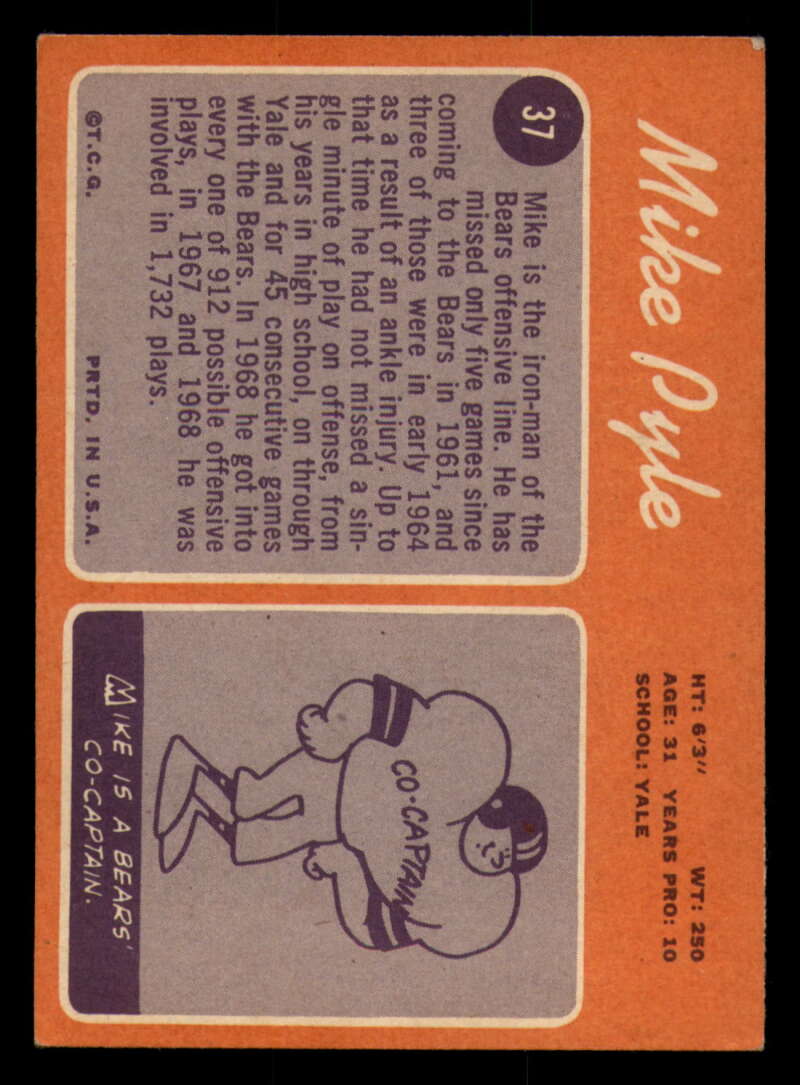 Mike Pyle
HT: 6'3" WT: 250
AGE: 31 YEARS PRO: 10
SCHOOL: YALE
37
Mike is the iron-man of the
Bears offensive line. He has
missed only five games since
coming to the Bears in 1961, and
three of those were in early 1964
as a result of an ankle injury. Up to
that time he had not missed a sin-
gle minute of play on offense, from
his years in high school, on through
Yale and for 45 consecutive games
with the Bears. In 1968 he got into
every one of 912 possible offensive
plays, in 1967 and 1968 he was
involved in 1,732 plays.
©T.C.G. PRTD. IN U.S.A.
CO-CAPTAIN
MIKE IS A BEARS'
CO-CAPTAIN.